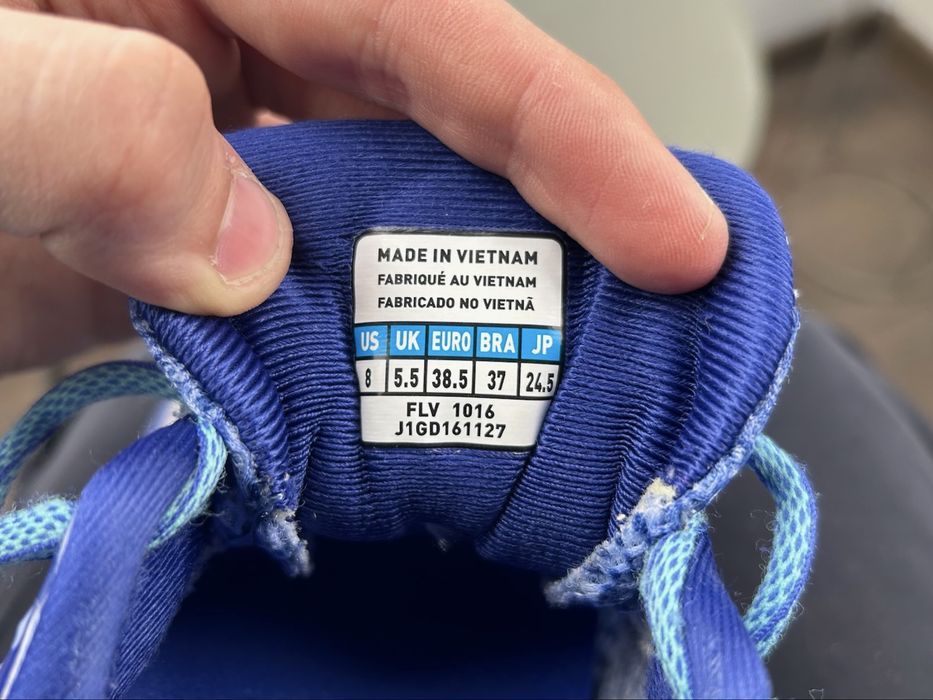 MADE IN VIETNAM
FABRIQUÉ AU VIETNAM
FABRICADO NO VIETNÃ
US UK EURO BRA JP
8 5.5 38.5 37 24.5
FLV 1016
J1GD161127